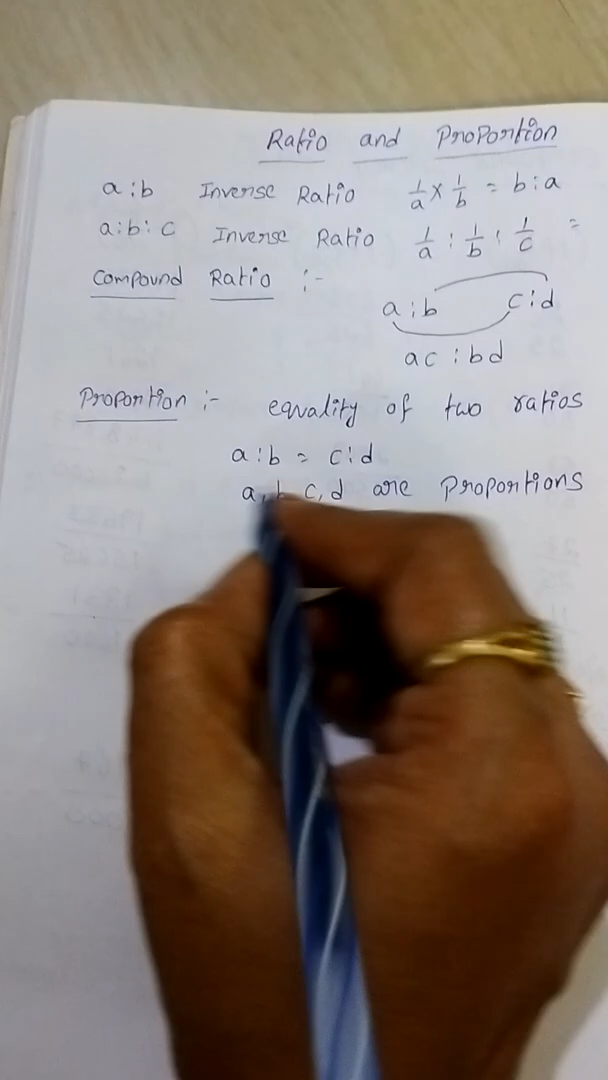 Ratio and Proportion
a:b Inverse Ratio 1/a × 1/b = b:a
a:b:c Inverse Ratio 1/a : 1/b : 1/c =
Compound Ratio :-
a:b c:d
ac : bd
Proportion :- equality of two ratios
a:b = c:d
a, b c, d are Proportions